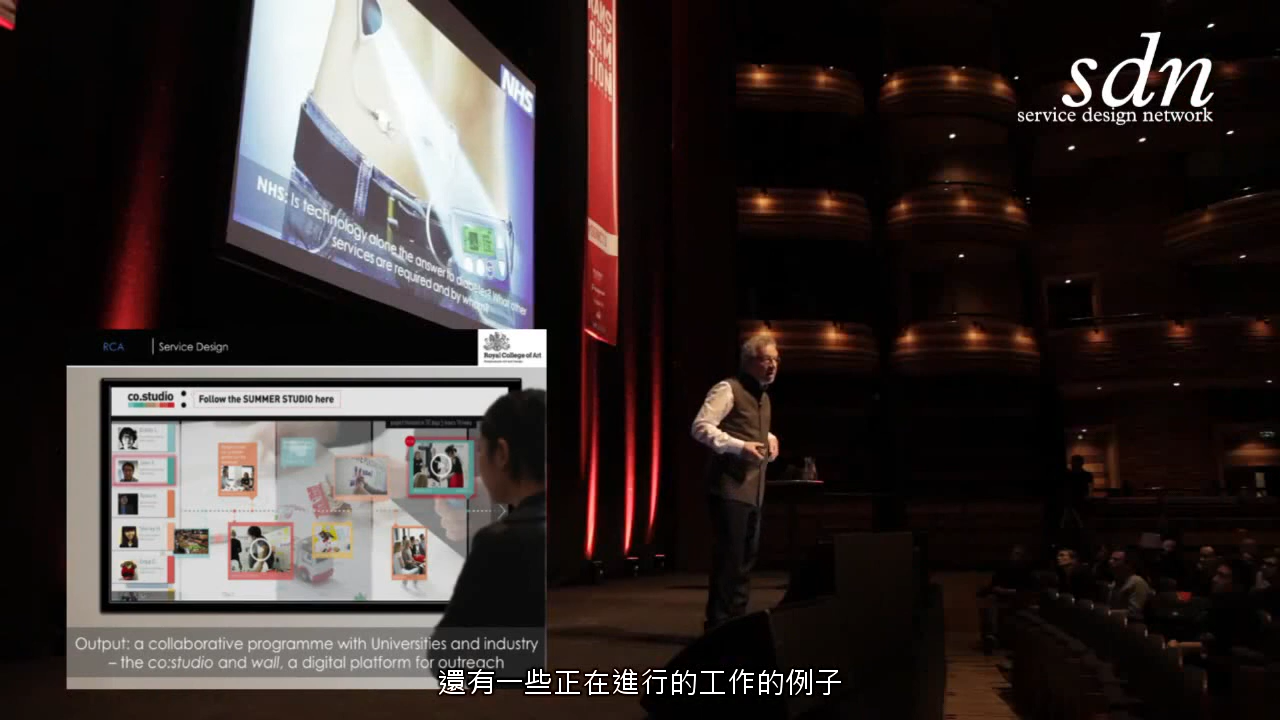 TRANSFORMATION!
NHS
sdn
service design network
NHS: Is technology alone the answer to diabetes? What other
services are required and by whom?
RCA | Service Design
Royal College of Art
co.studio
Follow the SUMMER STUDIO here
Output: a collaborative programme with Universities and industry
– the co:studio and wall, a digital platform for outreach
還有一些正在進行的工作的例子